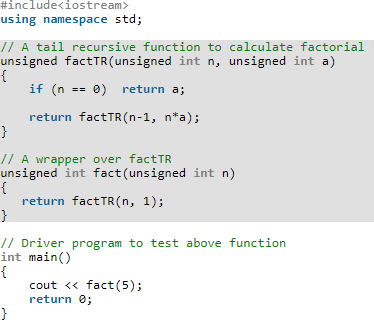 #include<iostream>
using namespace std;

// A tail recursive function to calculate factorial
unsigned factTR(unsigned int n, unsigned int a)
{
    if (n == 0)  return a;

    return factTR(n-1, n*a);
}

// A wrapper over factTR
unsigned int fact(unsigned int n)
{
   return factTR(n, 1);
}

// Driver program to test above function
int main()
{
    cout << fact(5);
    return 0;
}